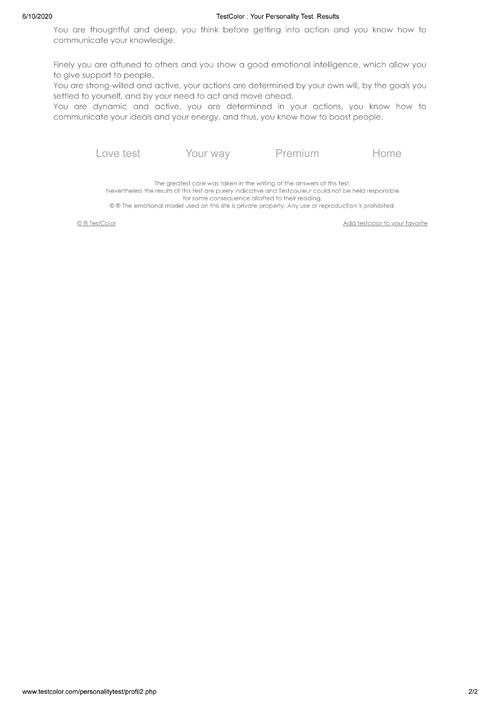 6/10/2020 TestColor : Your Personality Test. Results
You are thoughtful and deep, you think before getting into action and you know how to
communicate your knowledge.
Finely you are attuned to others and you show a good emotional intelligence, which allow you
to give support to people.
You are strong-willed and active, your actions are determined by your own will, by the goals you
settled to yourself, and by your need to act and move ahead.
You are dynamic and active, you are determined in your actions, you know how to
communicate your ideals and your energy, and thus, you know how to boost people.
Love test Your way Premium Home
The greatest care was taken in the writing of the answers of this test.
Nevertheless the results of this test are purely indicative and Testcouleur could not be held responsible
for some consequence allotted to their reading.
© ® The emotional model used on this site is private property. Any use or reproduction is prohibited.
© ® TestColor Add testcolor to your favorite
www.testcolor.com/personalitytest/profil2.php 2/2